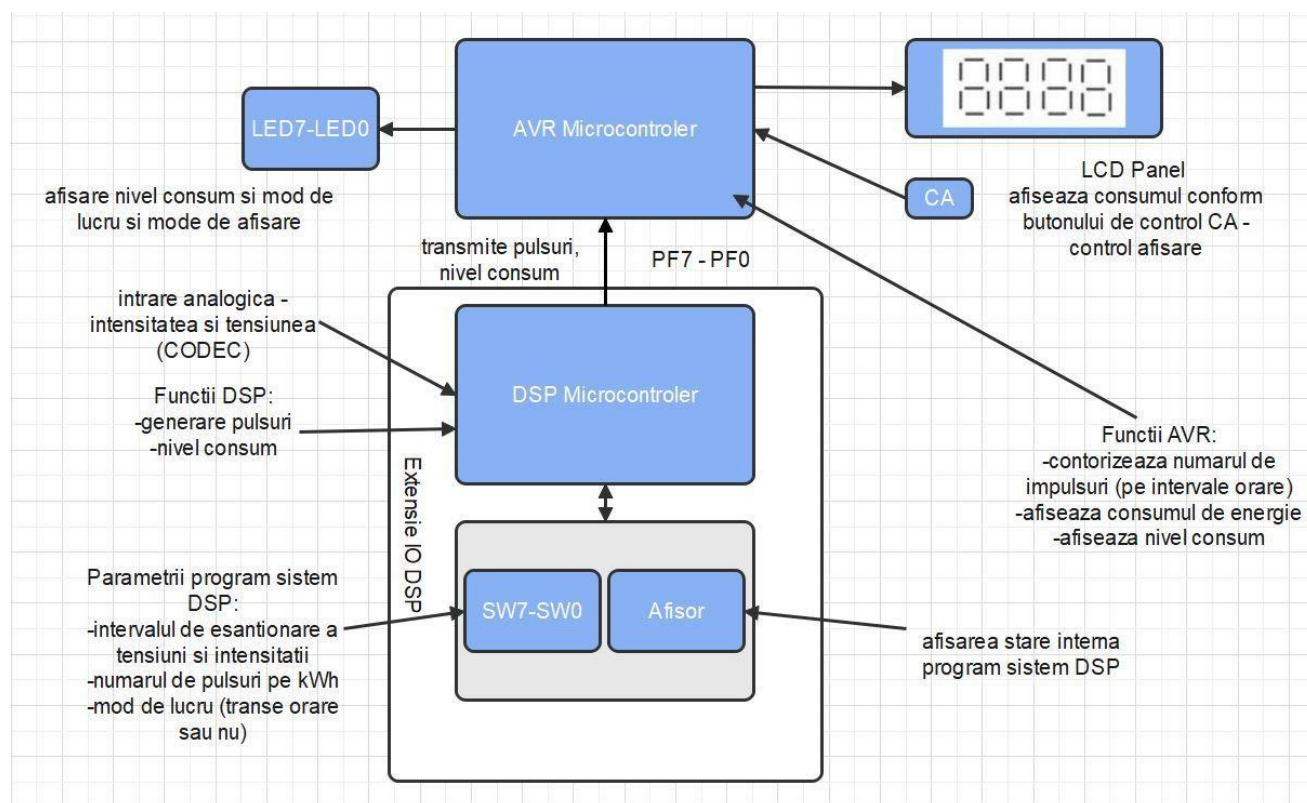 AVR Microcontroler
LED7-LED0
afisare nivel consum si mod de
lucru si mode de afisare
LCD Panel
afiseaza consumul conform
butonului de control CA -
control afisare
CA
transmite pulsuri,
nivel consum
PF7 - PF0
intrare analogica -
intensitatea si tensiunea
(CODEC)
Functii DSP:
-generare pulsuri
-nivel consum
DSP Microcontroler
Extensie IO DSP
Functii AVR:
-contorizeaza numarul de
impulsuri (pe intervale orare)
-afiseaza consumul de energie
-afiseaza nivel consum
Parametrii program sistem
DSP:
-intervalul de esantionare a
tensiuni si intensitatii
-numarul de pulsuri pe kWh
-mod de lucru (transe orare
sau nu)
SW7-SW0
Afisor
afisarea stare interna
program sistem DSP